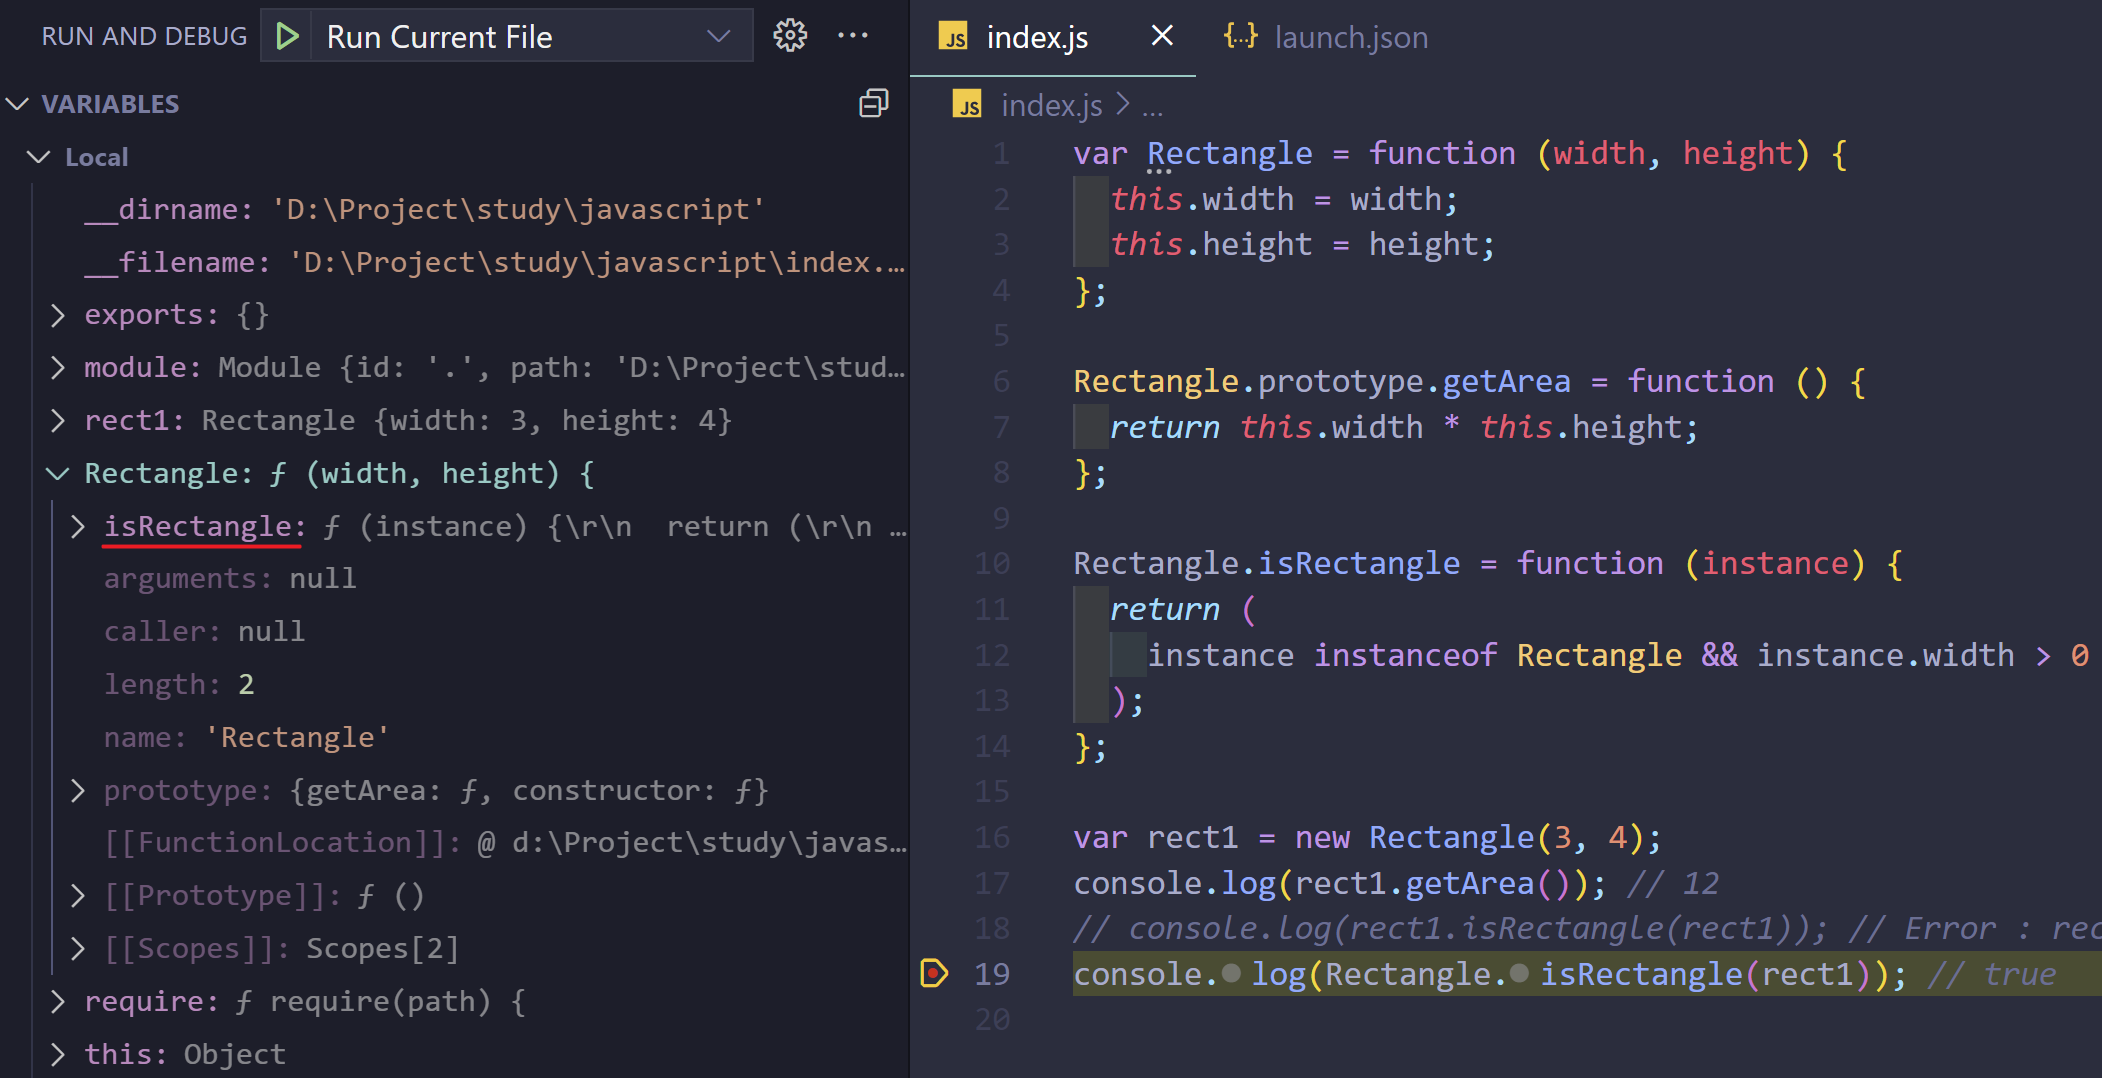 RUN AND DEBUG Run Current File ...
VARIABLES
Local
__dirname: 'D:\Project\study\javascript'
__filename: 'D:\Project\study\javascript\index.…
exports: {}
module: Module {id: '.', path: 'D:\Project\stud…
rect1: Rectangle {width: 3, height: 4}
Rectangle: ƒ (width, height) {
isRectangle: ƒ (instance) {\r\n  return (\r\n …
arguments: null
caller: null
length: 2
name: 'Rectangle'
prototype: {getArea: ƒ, constructor: ƒ}
[[FunctionLocation]]: @ d:\Project\study\javas…
[[Prototype]]: ƒ ()
[[Scopes]]: Scopes[2]
require: ƒ require(path) {
this: Object
JS index.js {..} launch.json
JS index.js > ...
1 var Rectangle = function (width, height) {
2   this.width = width;
3   this.height = height;
4 };
5
6 Rectangle.prototype.getArea = function () {
7   return this.width * this.height;
8 };
9
10 Rectangle.isRectangle = function (instance) {
11   return (
12     instance instanceof Rectangle && instance.width > 0
13   );
14 };
15
16 var rect1 = new Rectangle(3, 4);
17 console.log(rect1.getArea()); // 12
18 // console.log(rect1.isRectangle(rect1)); // Error : rec
19 console.log(Rectangle.isRectangle(rect1)); // true
20